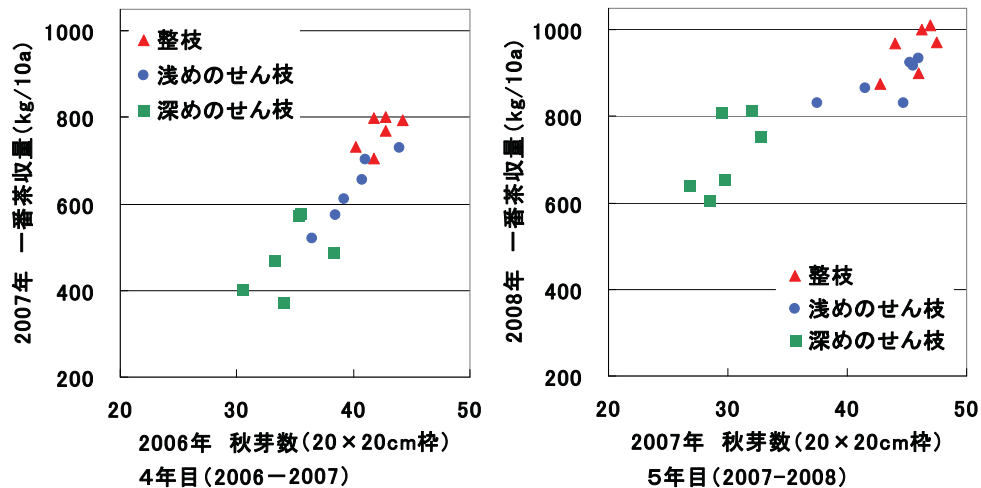 1000
800
600
400
200
20 30 40 50
2007年 一番茶収量(kg/10a)
整枝
浅めのせん枝
深めのせん枝
2006年 秋芽数(20×20cm枠)
4年目(2006－2007)
1000
800
600
400
200
20 30 40 50
2008年 一番茶収量(kg/10a)
整枝
浅めのせん枝
深めのせん枝
2007年 秋芽数(20×20cm枠)
5年目(2007-2008)